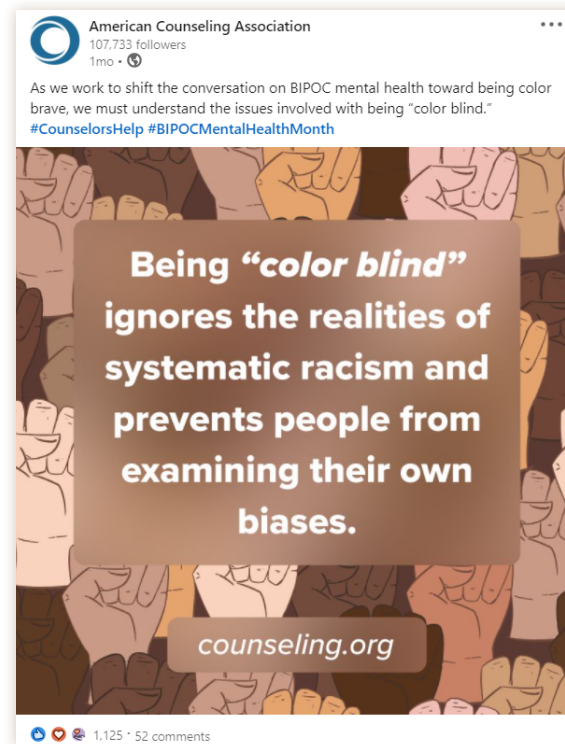 American Counseling Association
107,733 followers
1mo •
As we work to shift the conversation on BIPOC mental health toward being color
brave, we must understand the issues involved with being “color blind.”
#CounselorsHelp #BIPOCMentalHealthMonth
Being “color blind”
ignores the realities of
systematic racism and
prevents people from
examining their own
biases.
counseling.org
1,125 · 52 comments